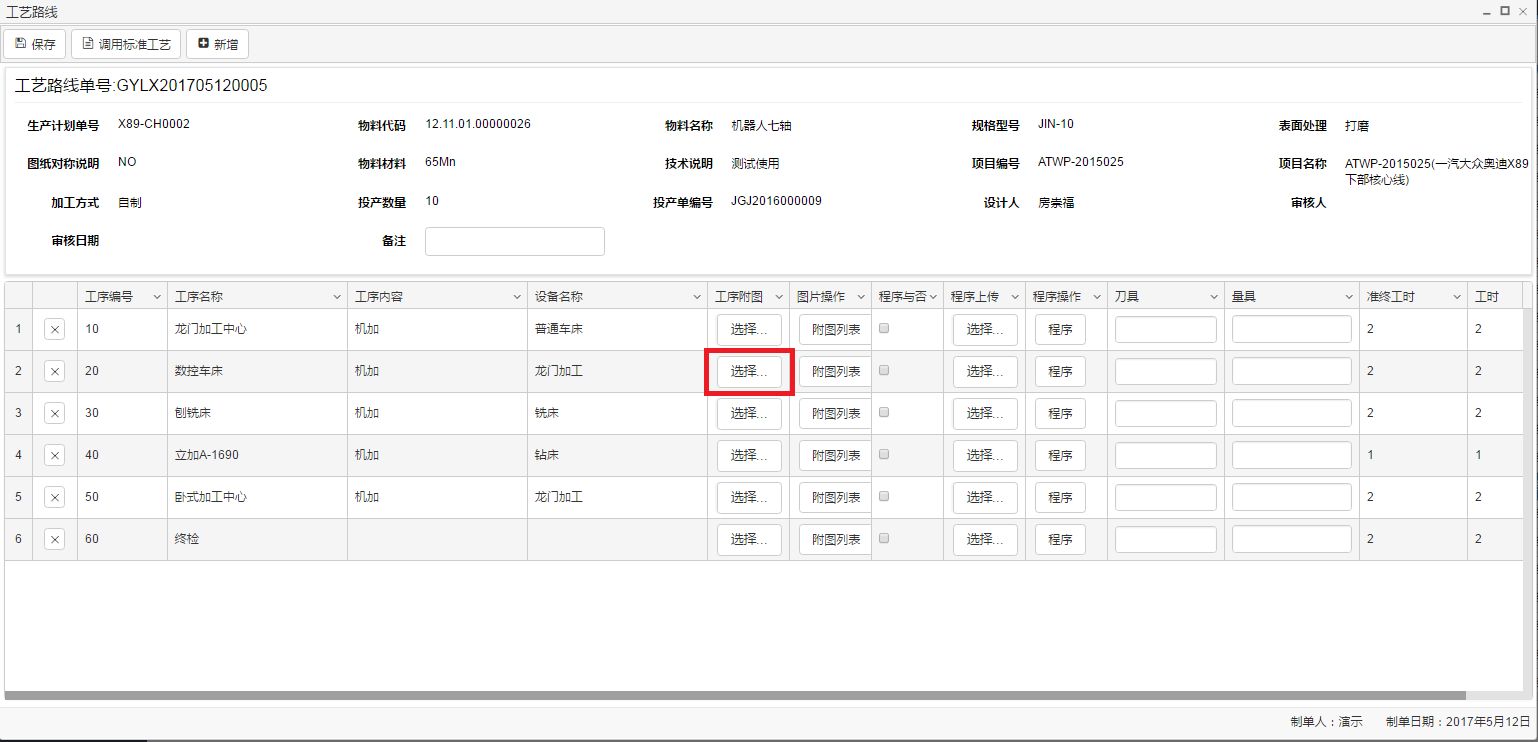 工艺路线
保存 调用标准工艺 新增
工艺路线单号:GYLX201705120005
生产计划单号 X89-CH0002 物料代码 12.11.01.00000026 物料名称 机器人七轴 规格型号 JIN-10 表面处理 打磨
图纸对称说明 NO 物料材料 65Mn 技术说明 测试使用 项目编号 ATWP-2015025 项目名称 ATWP-2015025(一汽大众奥迪X89
下部核心线)
加工方式 自制 投产数量 10 投产单编号 JGJ2016000009 设计人 房崇福 审核人
审核日期 备注
工序编号 工序名称 工序内容 设备名称 工序附图 图片操作 程序与否 程序上传 程序操作 刀具 量具 准终工时 工时
1 10 龙门加工中心 机加 普通车床 选择... 附图列表 选择... 程序 2 2
2 20 数控车床 机加 龙门加工 选择... 附图列表 选择... 程序 2 2
3 30 刨铣床 机加 铣床 选择... 附图列表 选择... 程序 2 2
4 40 立加A-1690 机加 钻床 选择... 附图列表 选择... 程序 1 1
5 50 卧式加工中心 机加 龙门加工 选择... 附图列表 选择... 程序 2 2
6 60 终检 选择... 附图列表 选择... 程序 2 2
制单人：演示 制单日期：2017年5月12日